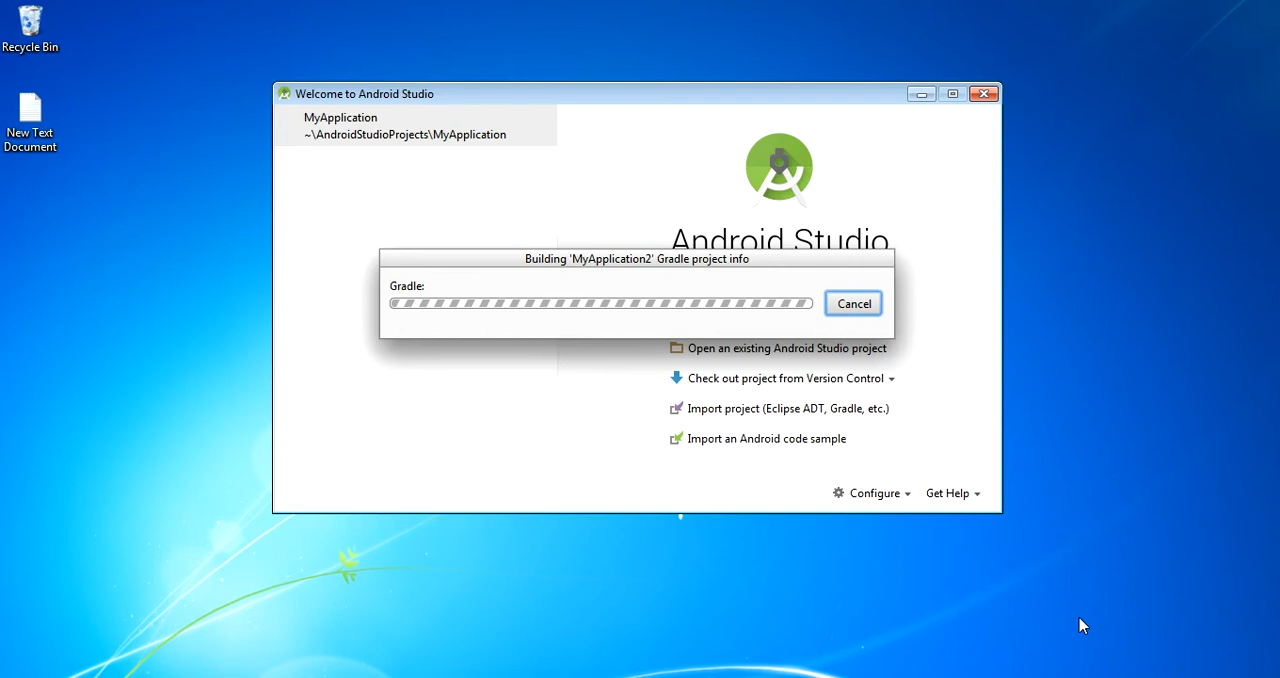 Recycle Bin
New Text
Document
Welcome to Android Studio
MyApplication
~\AndroidStudioProjects\MyApplication
Android Studio
Building 'MyApplication2' Gradle project info
Gradle:
Cancel
Open an existing Android Studio project
Check out project from Version Control
Import project (Eclipse ADT, Gradle, etc.)
Import an Android code sample
Configure
Get Help